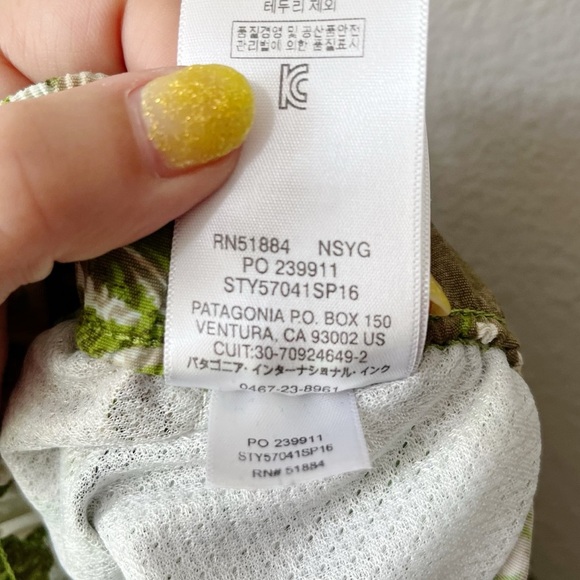 테두리 제외
품질경영 및 공산품안전
관리법에 의한 품질표시
RN51884 NSYG
PO 239911
STY57041SP16
PATAGONIA P.O. BOX 150
VENTURA, CA 93002 US
CUIT:30-70924649-2
パタゴニア・インターナショナル・インク
0467-23-8961
PO 239911
STY57041SP16
RN# 51884